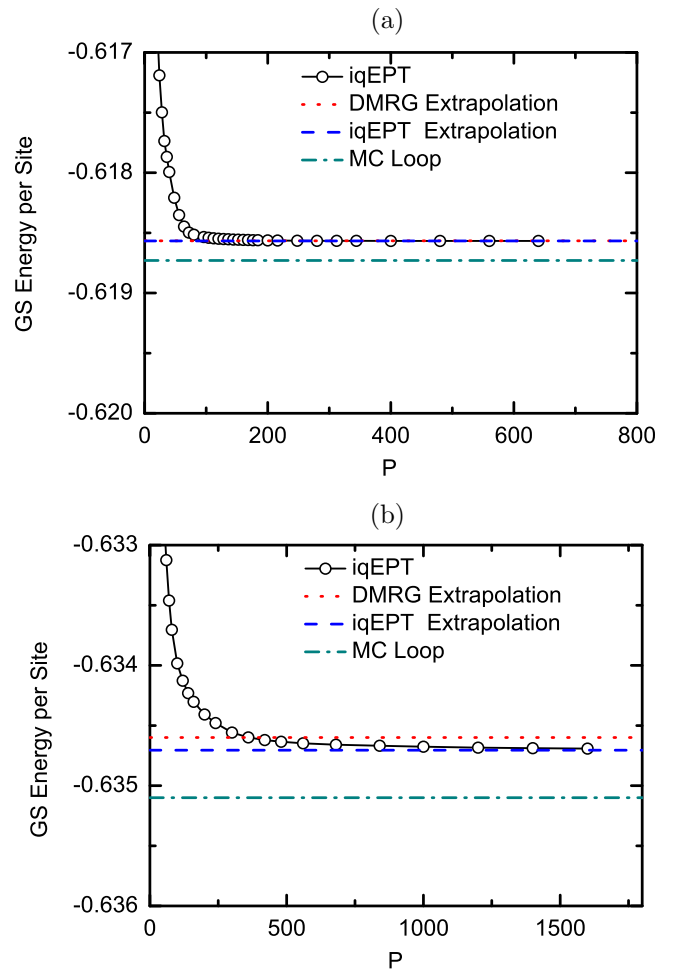 (a)
-0.617
iqEPT
DMRG Extrapolation
iqEPT Extrapolation
MC Loop
-0.618
GS Energy per Site
-0.619
-0.620
0 200 400 600 800
P
(b)
-0.633
iqEPT
DMRG Extrapolation
iqEPT Extrapolation
MC Loop
-0.634
GS Energy per Site
-0.635
-0.636
0 500 1000 1500
P